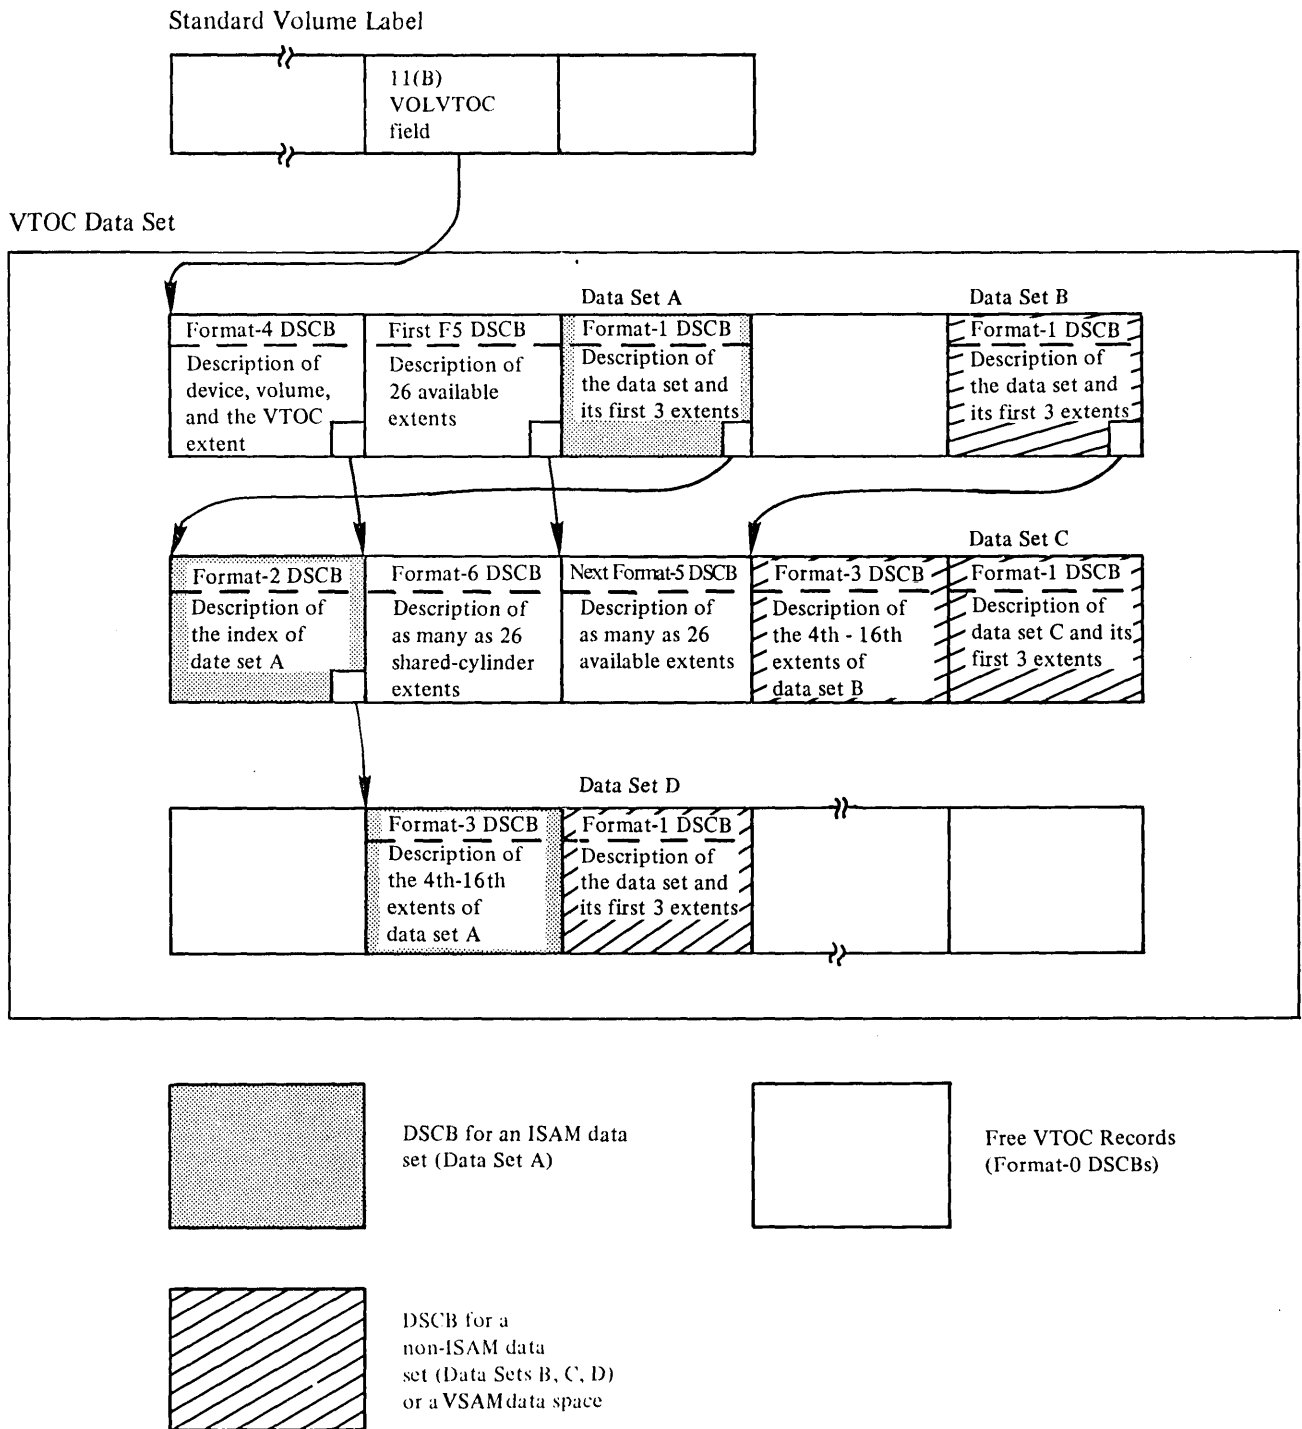 Standard Volume Label
11(B)
VOLVTOC
field
VTOC Data Set
Data Set A
Data Set B
Format-4 DSCB
Description of
device, volume,
and the VTOC
extent
First F5 DSCB
Description of
26 available
extents
Format-1 DSCB
Description of
the data set and
its first 3 extents
Format-1 DSCB
Description of
the data set and
its first 3 extents
Data Set C
Format-2 DSCB
Description of
the index of
date set A
Format-6 DSCB
Description of
as many as 26
shared-cylinder
extents
Next Format-5 DSCB
Description of
as many as 26
available extents
Format-3 DSCB
Description of
the 4th - 16th
extents of
data set B
Format-1 DSCB
Description of
data set C and its
first 3 extents
Data Set D
Format-3 DSCB
Description of
the 4th-16th
extents of
data set A
Format-1 DSCB
Description of
the data set and
its first 3 extents
DSCB for an ISAM data
set (Data Set A)
Free VTOC Records
(Format-0 DSCBs)
DSCB for a
non-ISAM data
set (Data Sets B, C, D)
or a VSAM data space